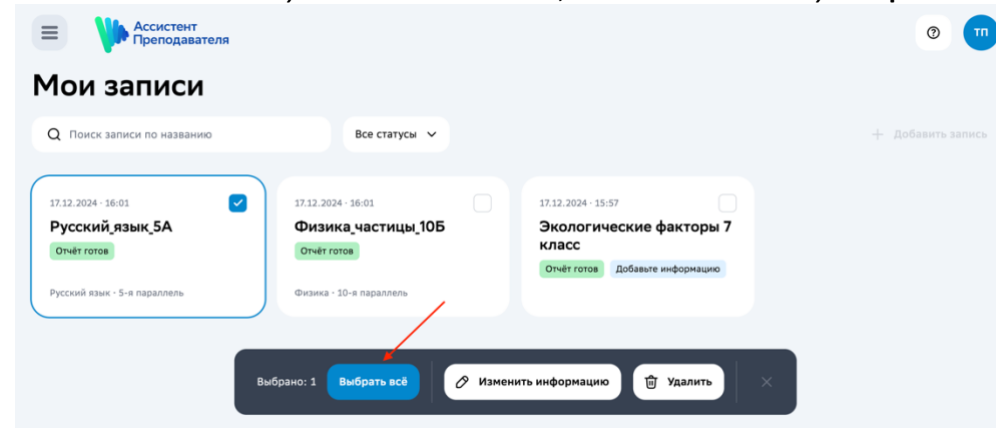 Ассистент
Преподавателя
ТП
Мои записи
Поиск записи по названию
Все статусы
+ Добавить запись
17.12.2024 · 16:01
Русский_язык_5А
Отчёт готов
Русский язык · 5-я параллель
17.12.2024 · 16:01
Физика_частицы_10Б
Отчёт готов
Физика · 10-я параллель
17.12.2024 · 15:57
Экологические факторы 7
класс
Отчёт готов Добавьте информацию
Выбрано: 1 Выбрать всё Изменить информацию Удалить